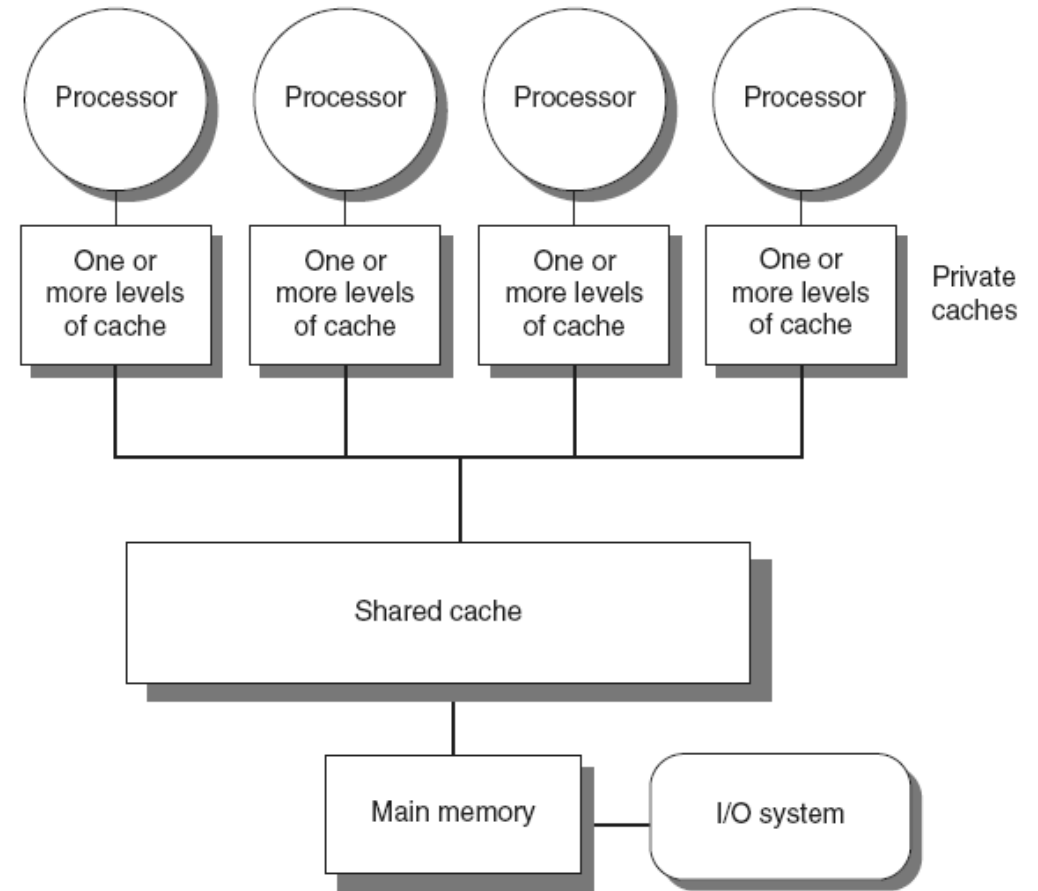 Processor
Processor
Processor
Processor
One or
more levels
of cache
One or
more levels
of cache
One or
more levels
of cache
One or
more levels
of cache
Private
caches
Shared cache
Main memory
I/O system